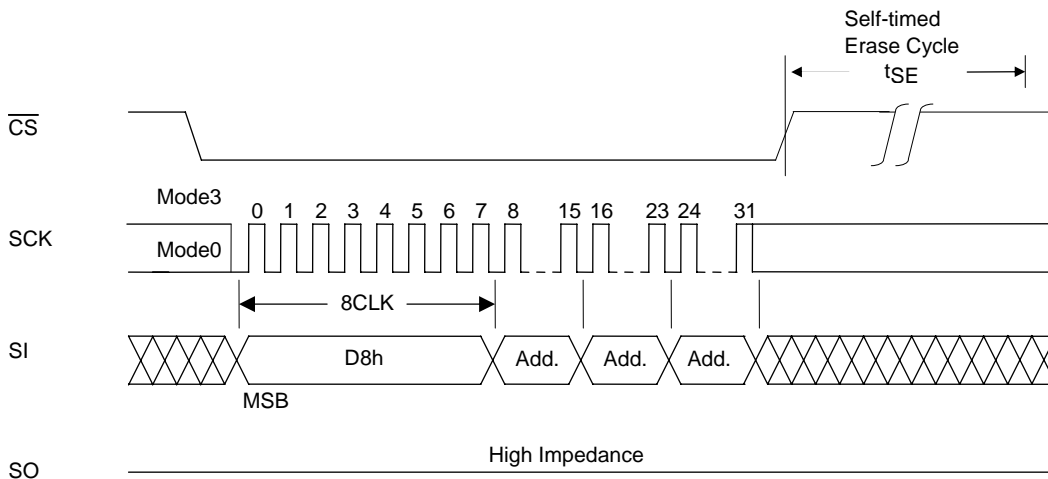 Self-timed
Erase Cycle
tSE
CS
Mode3
0 1 2 3 4 5 6 7 8 15 16 23 24 31
SCK
Mode0
8CLK
SI
D8h Add. Add. Add.
MSB
High Impedance
SO